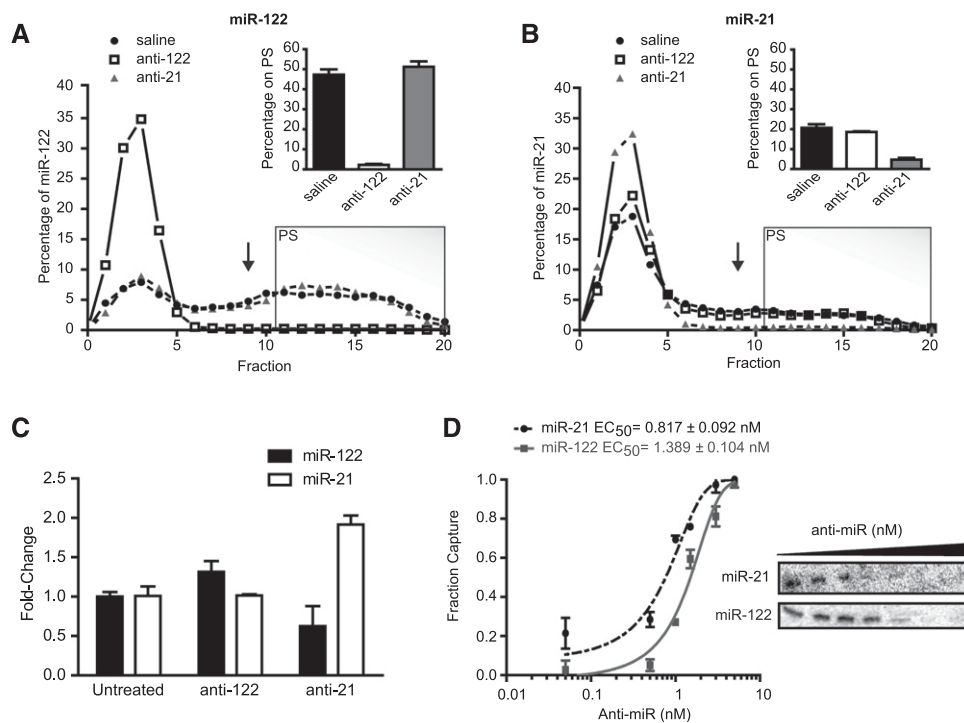 A
miR-122
saline
anti-122
anti-21
Percentage of miR-122
40
35
30
25
20
15
10
5
0
0 5 10 15 20
Fraction
PS
Percentage on PS
60
50
40
30
20
10
0
saline anti-122 anti-21
B
miR-21
saline
anti-122
anti-21
Percentage of miR-21
40
35
30
25
20
15
10
5
0
0 5 10 15 20
Fraction
PS
Percentage on PS
60
50
40
30
20
10
0
saline anti-122 anti-21
C
miR-122
miR-21
Fold-Change
2.5
2.0
1.5
1.0
0.5
0.0
Untreated anti-122 anti-21
D
miR-21 EC50= 0.817 ± 0.092 nM
miR-122 EC50= 1.389 ± 0.104 nM
Fraction Capture
1.0
0.8
0.6
0.4
0.2
0.0
0.01 0.1 1 10
Anti-miR (nM)
anti-miR (nM)
miR-21
miR-122